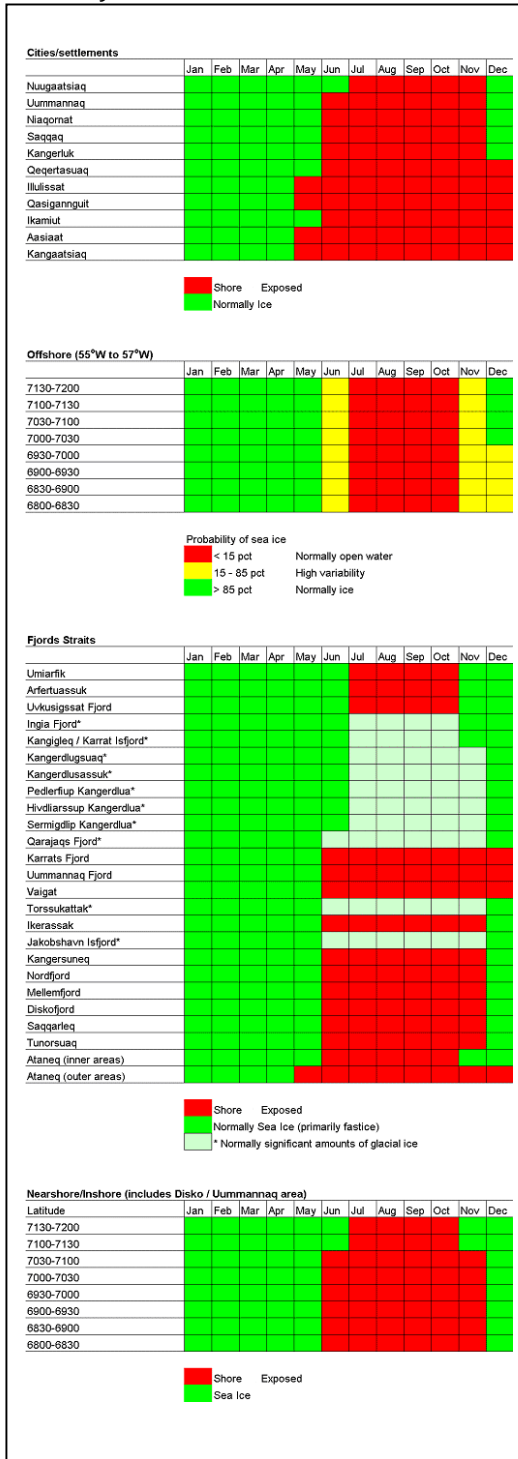 Cities/settlements
Jan Feb Mar Apr May Jun Jul Aug Sep Oct Nov Dec
Nuugaatsiaq
Uummannaq
Niaqornat
Saqqaq
Kangerluk
Qeqertasuaq
Illulissat
Qasigannguit
Ikamiut
Aasiaat
Kangaatsiaq
Shore Exposed
Normally Ice
Offshore (55°W to 57°W)
Jan Feb Mar Apr May Jun Jul Aug Sep Oct Nov Dec
7130-7200
7100-7130
7030-7100
7000-7030
6930-7000
6900-6930
6830-6900
6800-6830
Probability of sea ice
< 15 pct Normally open water
15 - 85 pct High variability
> 85 pct Normally ice
Fjords Straits
Jan Feb Mar Apr May Jun Jul Aug Sep Oct Nov Dec
Umiarfik
Arfertuassuk
Uvkusigssat Fjord
Ingia Fjord*
Kangigleq / Karrat Isfjord*
Kangerdlugsuaq*
Kangerdlusassuk*
Pedlerfiup Kangerdlua*
Hivdliarssup Kangerdlua*
Sermigdlip Kangerdlua*
Qarajaqs Fjord*
Karrats Fjord
Uummannaq Fjord
Vaigat
Torssukattak*
Ikerassak
Jakobshavn Isfjord*
Kangersuneq
Nordfjord
Mellemfjord
Diskofjord
Saqqarleq
Tunorsuaq
Ataneq (inner areas)
Ataneq (outer areas)
Shore Exposed
Normally Sea Ice (primarily fastice)
* Normally significant amounts of glacial ice
Nearshore/Inshore (includes Disko / Uummannaq area)
Latitude Jan Feb Mar Apr May Jun Jul Aug Sep Oct Nov Dec
7130-7200
7100-7130
7030-7100
7000-7030
6930-7000
6900-6930
6830-6900
6800-6830
Shore Exposed
Sea Ice